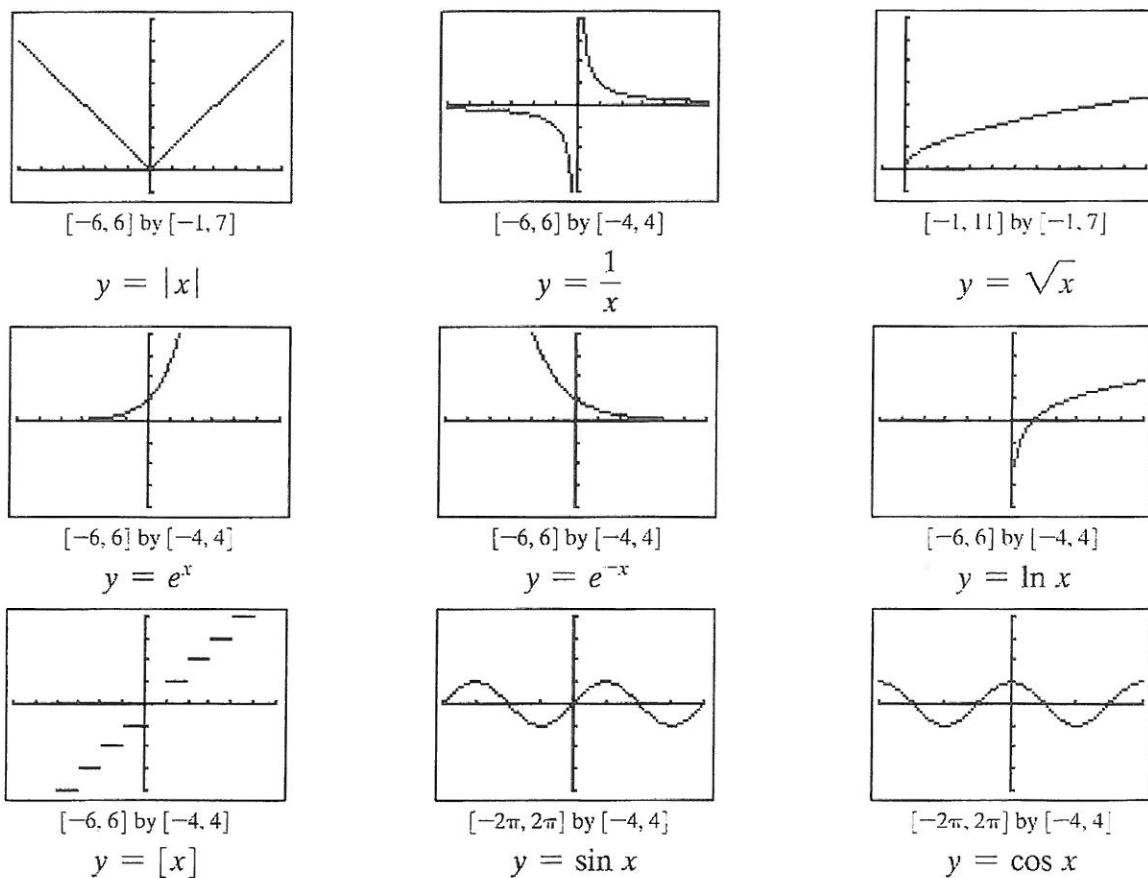 [−6, 6] by [−1, 7]
[−6, 6] by [−4, 4]
[−1, 11] by [−1, 7]
y = |x|
y = 1/x
y = √x
[−6, 6] by [−4, 4]
[−6, 6] by [−4, 4]
[−6, 6] by [−4, 4]
y = eˣ
y = e⁻ˣ
y = ln x
[−6, 6] by [−4, 4]
[−2π, 2π] by [−4, 4]
[−2π, 2π] by [−4, 4]
y = [x]
y = sin x
y = cos x